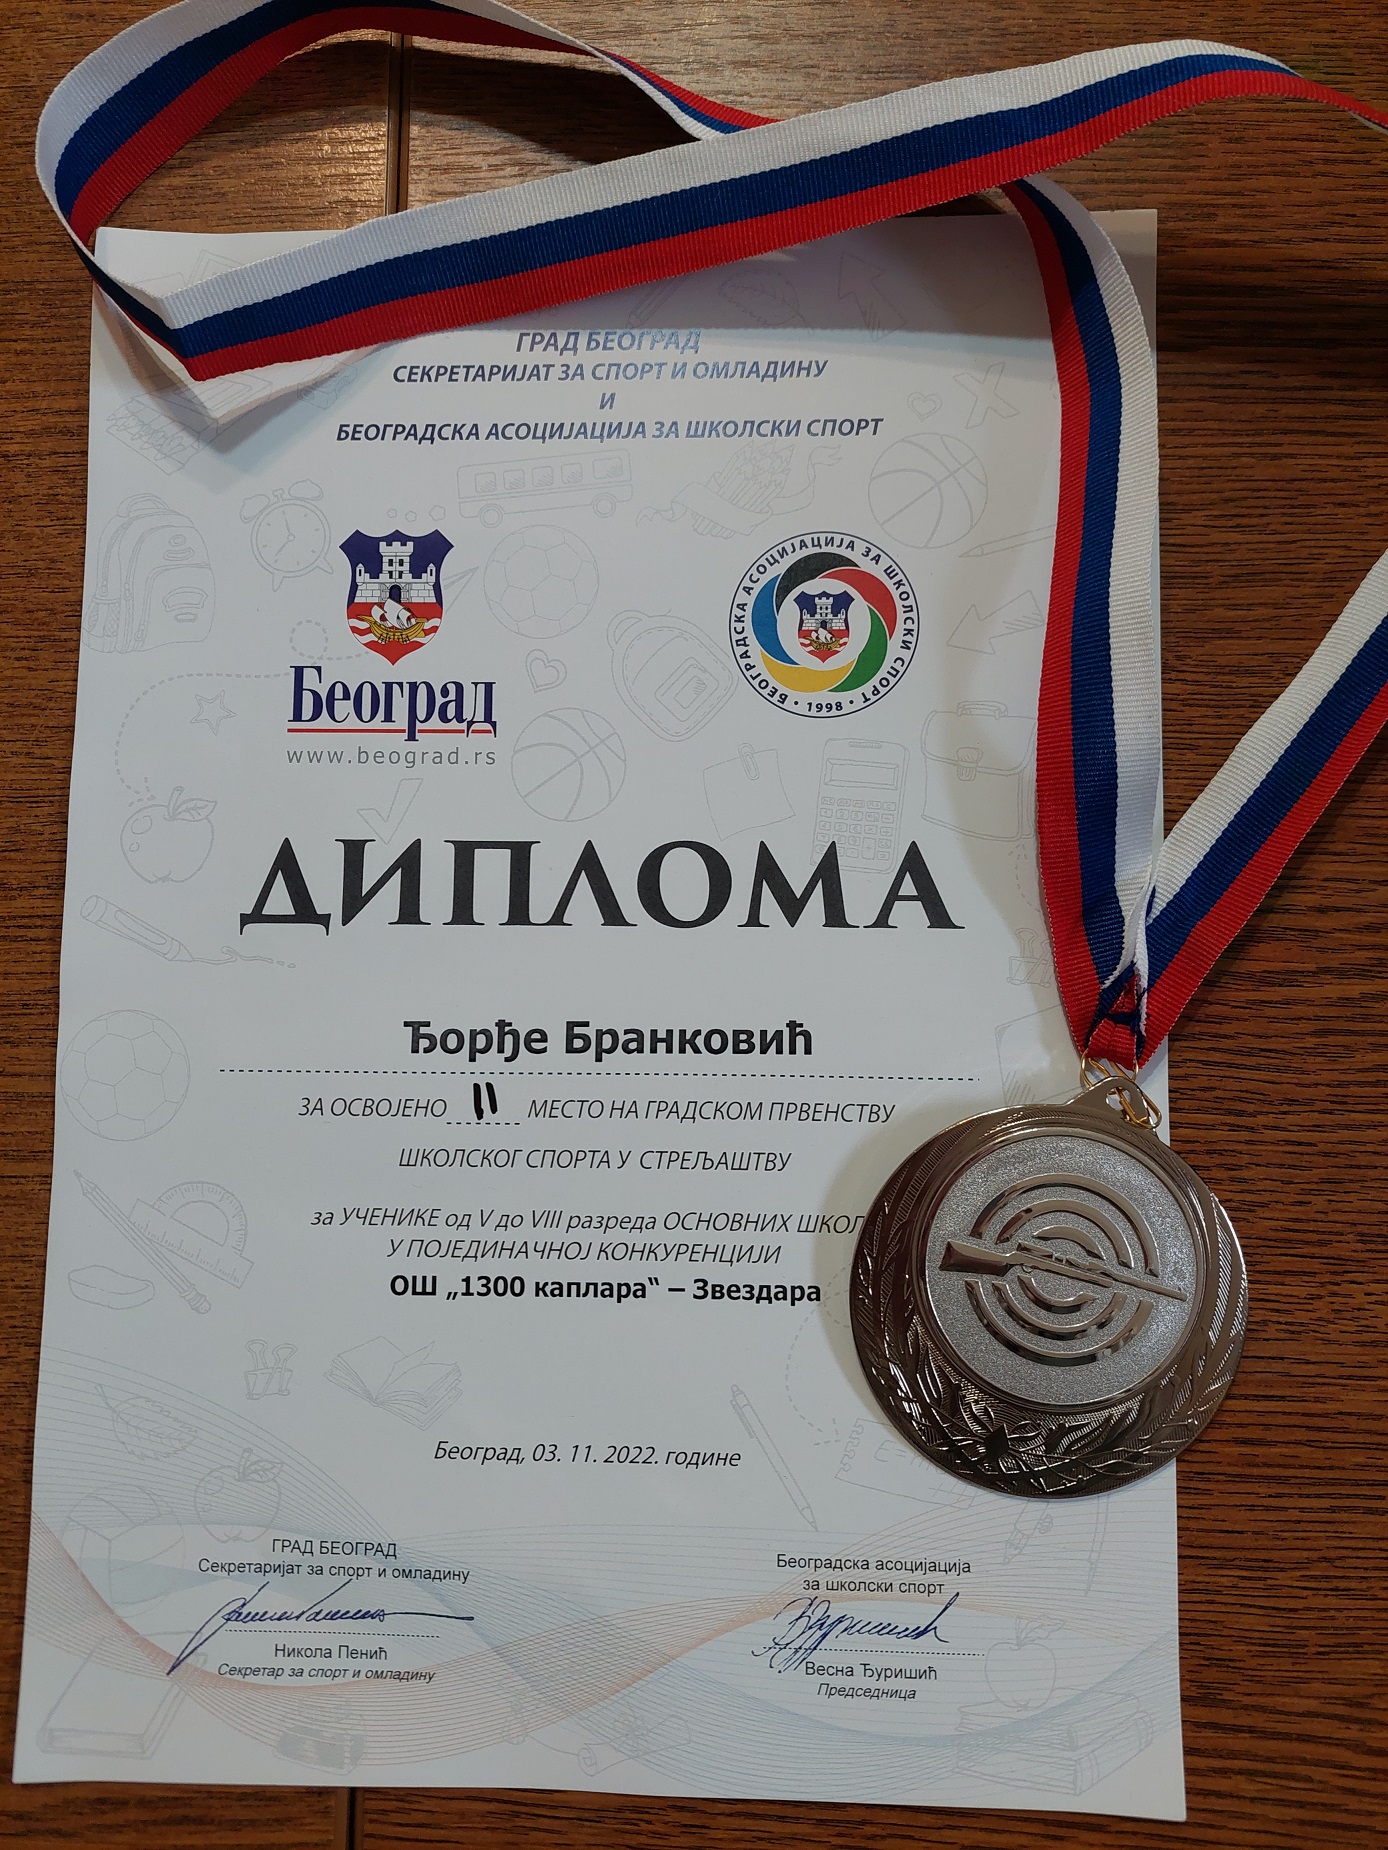 ГРАД БЕОГРАД
СЕКРЕТАРИЈАТ ЗА СПОРТ И ОМЛАДИНУ
И
БЕОГРАДСКА АСОЦИЈАЦИЈА ЗА ШКОЛСКИ СПОРТ
Београд
www.beograd.rs
БЕОГРАДСКА АСОЦИЈАЦИЈА ЗА ШКОЛСКИ СПОРТ • 1998 •
ДИПЛОМА
Ђорђе Бранковић
ЗА ОСВОЈЕНО II МЕСТО НА ГРАДСКОМ ПРВЕНСТВУ
ШКОЛСКОГ СПОРТА У СТРЕЉАШТВУ
за УЧЕНИКЕ од V до VIII разреда ОСНОВНИХ ШКОЛ
У ПОЈЕДИНАЧНОЈ КОНКУРЕНЦИЈИ
ОШ „1300 каплара“ – Звездара
Београд, 03. 11. 2022. године
ГРАД БЕОГРАД
Секретаријат за спорт и омладину
Никола Пенић
Секретар за спорт и омладину
Београдска асоцијација
за школски спорт
Весна Ђуришић
Председница